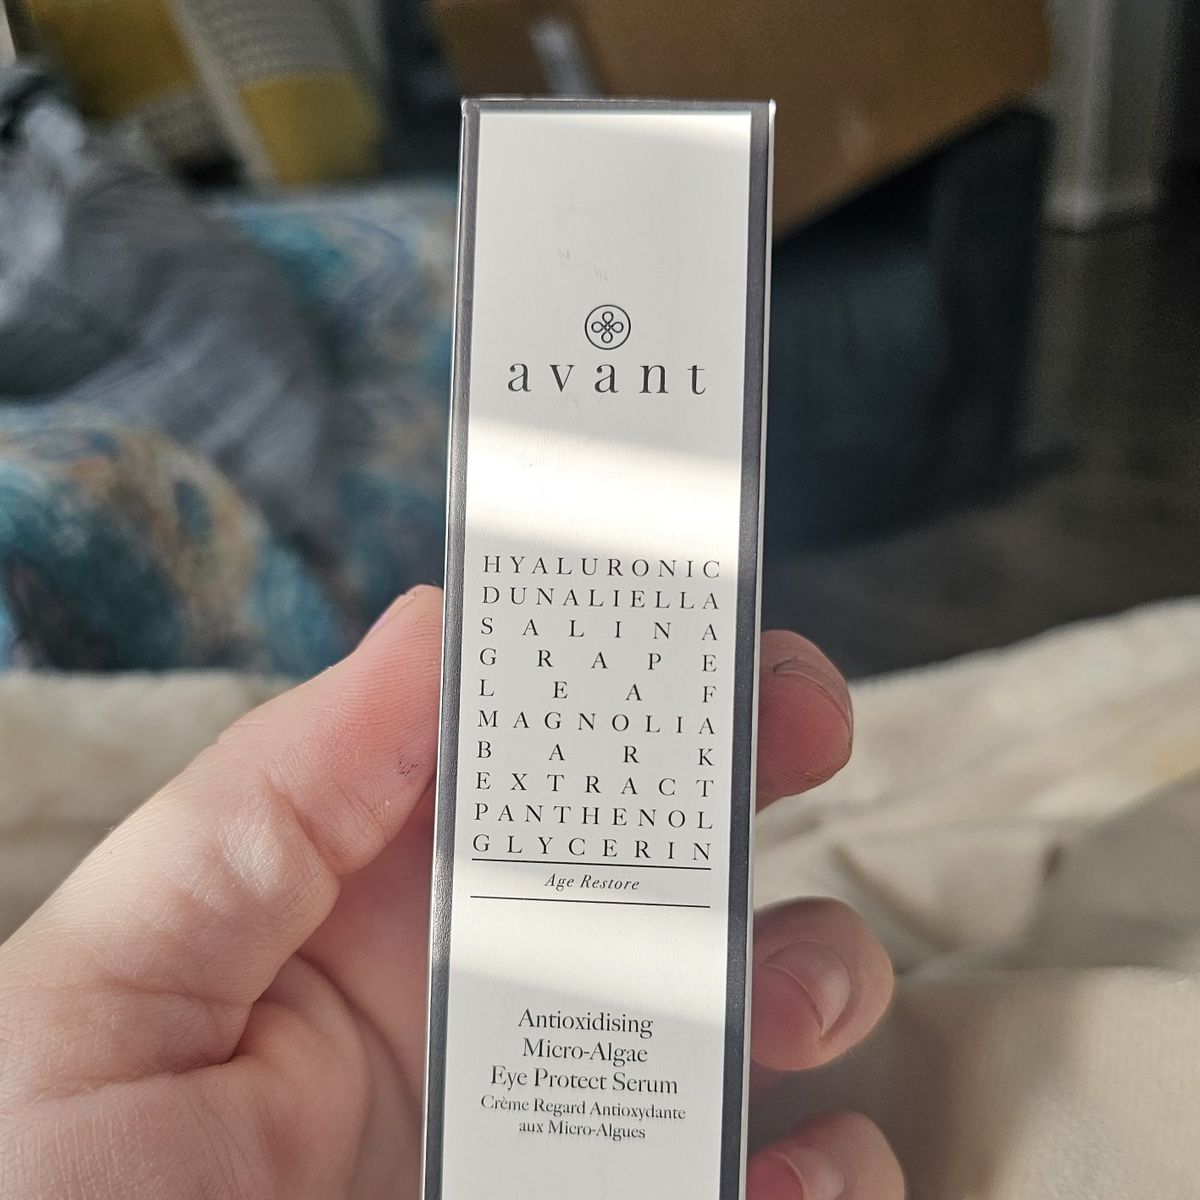 avant
HYALURONIC
DUNALIELLA
SALINA
GRAPE
LEAF
MAGNOLIA
BARK
EXTRACT
PANTHENOL
GLYCERIN
Age Restore
Antioxidising
Micro-Algae
Eye Protect Serum
Crème Regard Antioxydante
aux Micro-Algues